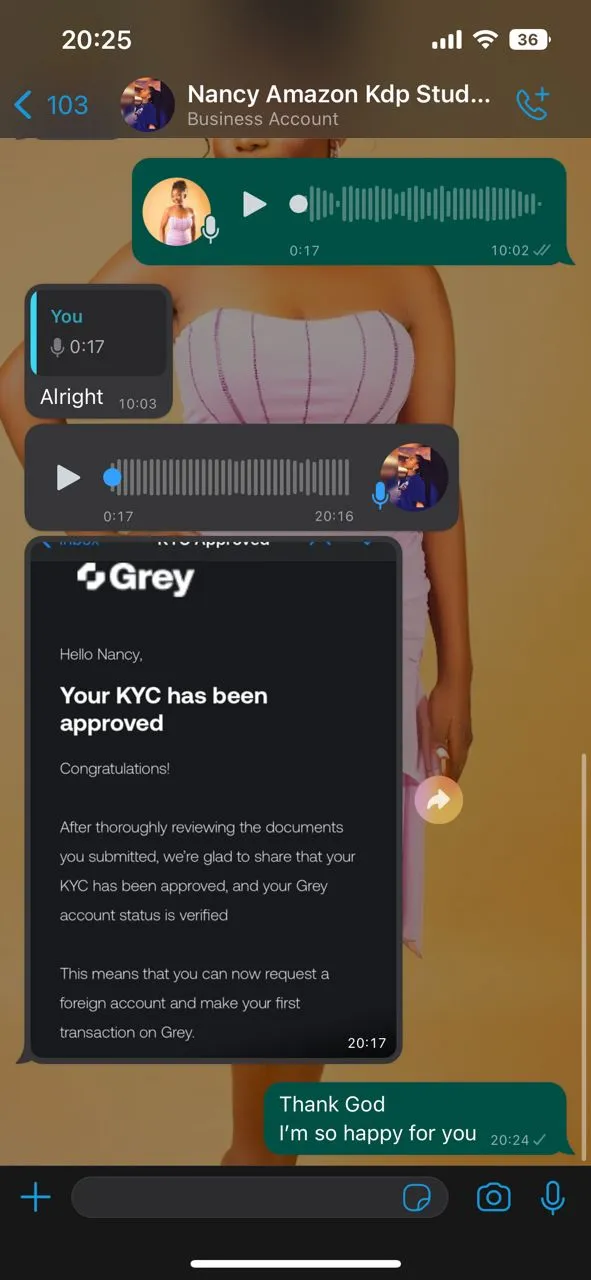 20:25
36
103
Nancy Amazon Kdp Stud...
Business Account
0:17
10:02
You
0:17
Alright
10:03
0:17
20:16
Grey
Hello Nancy,
Your KYC has been
approved
Congratulations!
After thoroughly reviewing the documents
you submitted, we're glad to share that your
KYC has been approved, and your Grey
account status is verified
This means that you can now request a
foreign account and make your first
transaction on Grey.
20:17
Thank God
I'm so happy for you
20:24